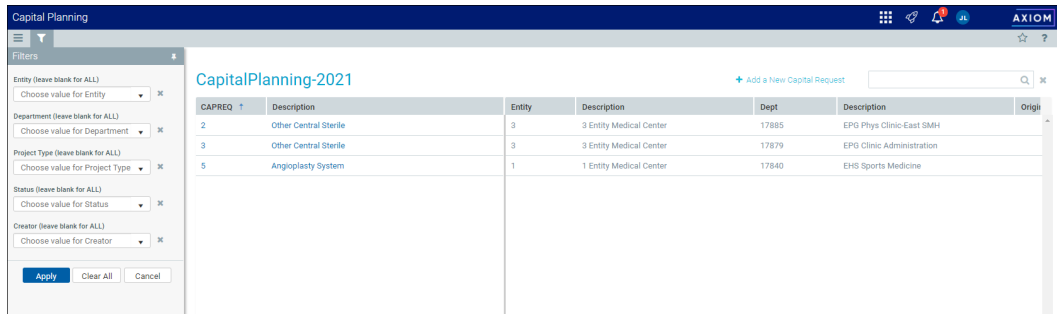 Capital Planning
1
JL
AXIOM
?
Filters
Entity (leave blank for ALL)
Choose value for Entity
Department (leave blank for ALL)
Choose value for Department
Project Type (leave blank for ALL)
Choose value for Project Type
Status (leave blank for ALL)
Choose value for Status
Creator (leave blank for ALL)
Choose value for Creator
Apply Clear All Cancel
CapitalPlanning-2021
+ Add a New Capital Request
CAPREQ ↑ Description Entity Description Dept Description Origin
2 Other Central Sterile 3 3 Entity Medical Center 17885 EPG Phys Clinic-East SMH
3 Other Central Sterile 3 3 Entity Medical Center 17879 EPG Clinic Administration
5 Angioplasty System 1 1 Entity Medical Center 17840 EHS Sports Medicine